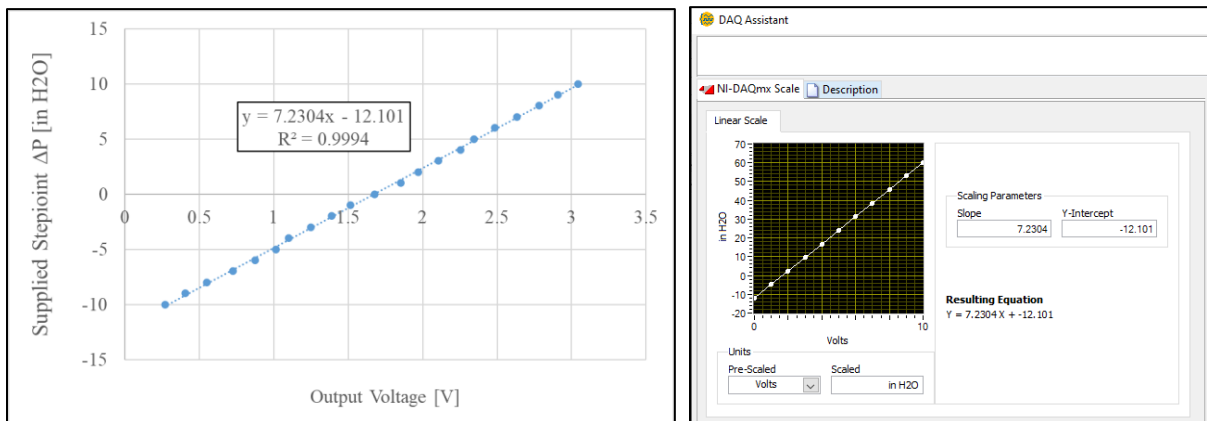 15
10
5
0
-5
-10
-15
0
0.5
1
1.5
2
2.5
3
3.5
Supplied Stepoint ΔP [in H2O]
y = 7.2304x - 12.101
R² = 0.9994
Output Voltage [V]
DAQ Assistant
NI-DAQmx Scale
Description
Linear Scale
70
60
50
40
30
20
10
0
-10
-20
in H2O
0
10
Volts
Scaling Parameters
Slope
Y-Intercept
7.2304
-12.101
Resulting Equation
Y = 7.2304 X + -12.101
Units
Pre-Scaled
Scaled
Volts
in H2O